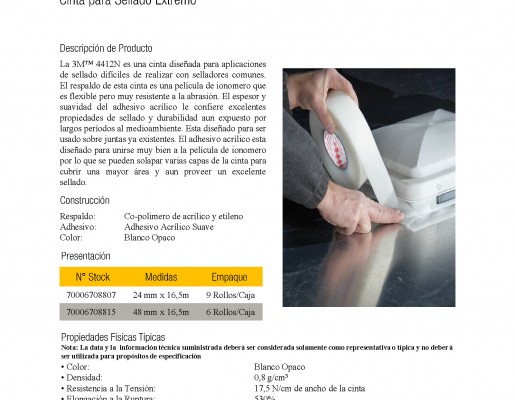 Cinta para Sellado Extremo
Descripción de Producto
La 3M™ 4412N es una cinta diseñada para aplicaciones
de sellado difíciles de realizar con selladores comunes.
El respaldo de esta cinta es una película de ionomero que
es flexible pero muy resistente a la abrasión. El espesor y
suavidad del adhesivo acrílico le confiere excelentes
propiedades de sellado y durabilidad aun expuesto por
largos períodos al medioambiente. Esta diseñado para ser
usado sobre juntas ya existentes. El adhesivo acrílico esta
diseñado para unirse muy bien a la película de ionomero
por lo que se pueden solapar varias capas de la cinta para
cubrir una mayor área y aun proveer un excelente
sellado.
Construcción
Respaldo: Co-polimero de acrílico y etileno
Adhesivo: Adhesivo Acrílico Suave
Color: Blanco Opaco
Presentación
N° Stock Medidas Empaque
70006708807 24 mm x 16,5m 9 Rollos/Caja
70006708815 48 mm x 16,5m 6 Rollos/Caja
Propiedades Físicas Típicas
Nota: La data y la información técnica suministrada deberá ser considerada solamente como representativa o típica y no deberá
ser utilizada para propósitos de especificación
• Color: Blanco Opaco
• Densidad: 0,8 g/cm³
• Resistencia a la Tensión: 17,5 N/cm de ancho de la cinta
• Elongación a la Ruptura: 530%